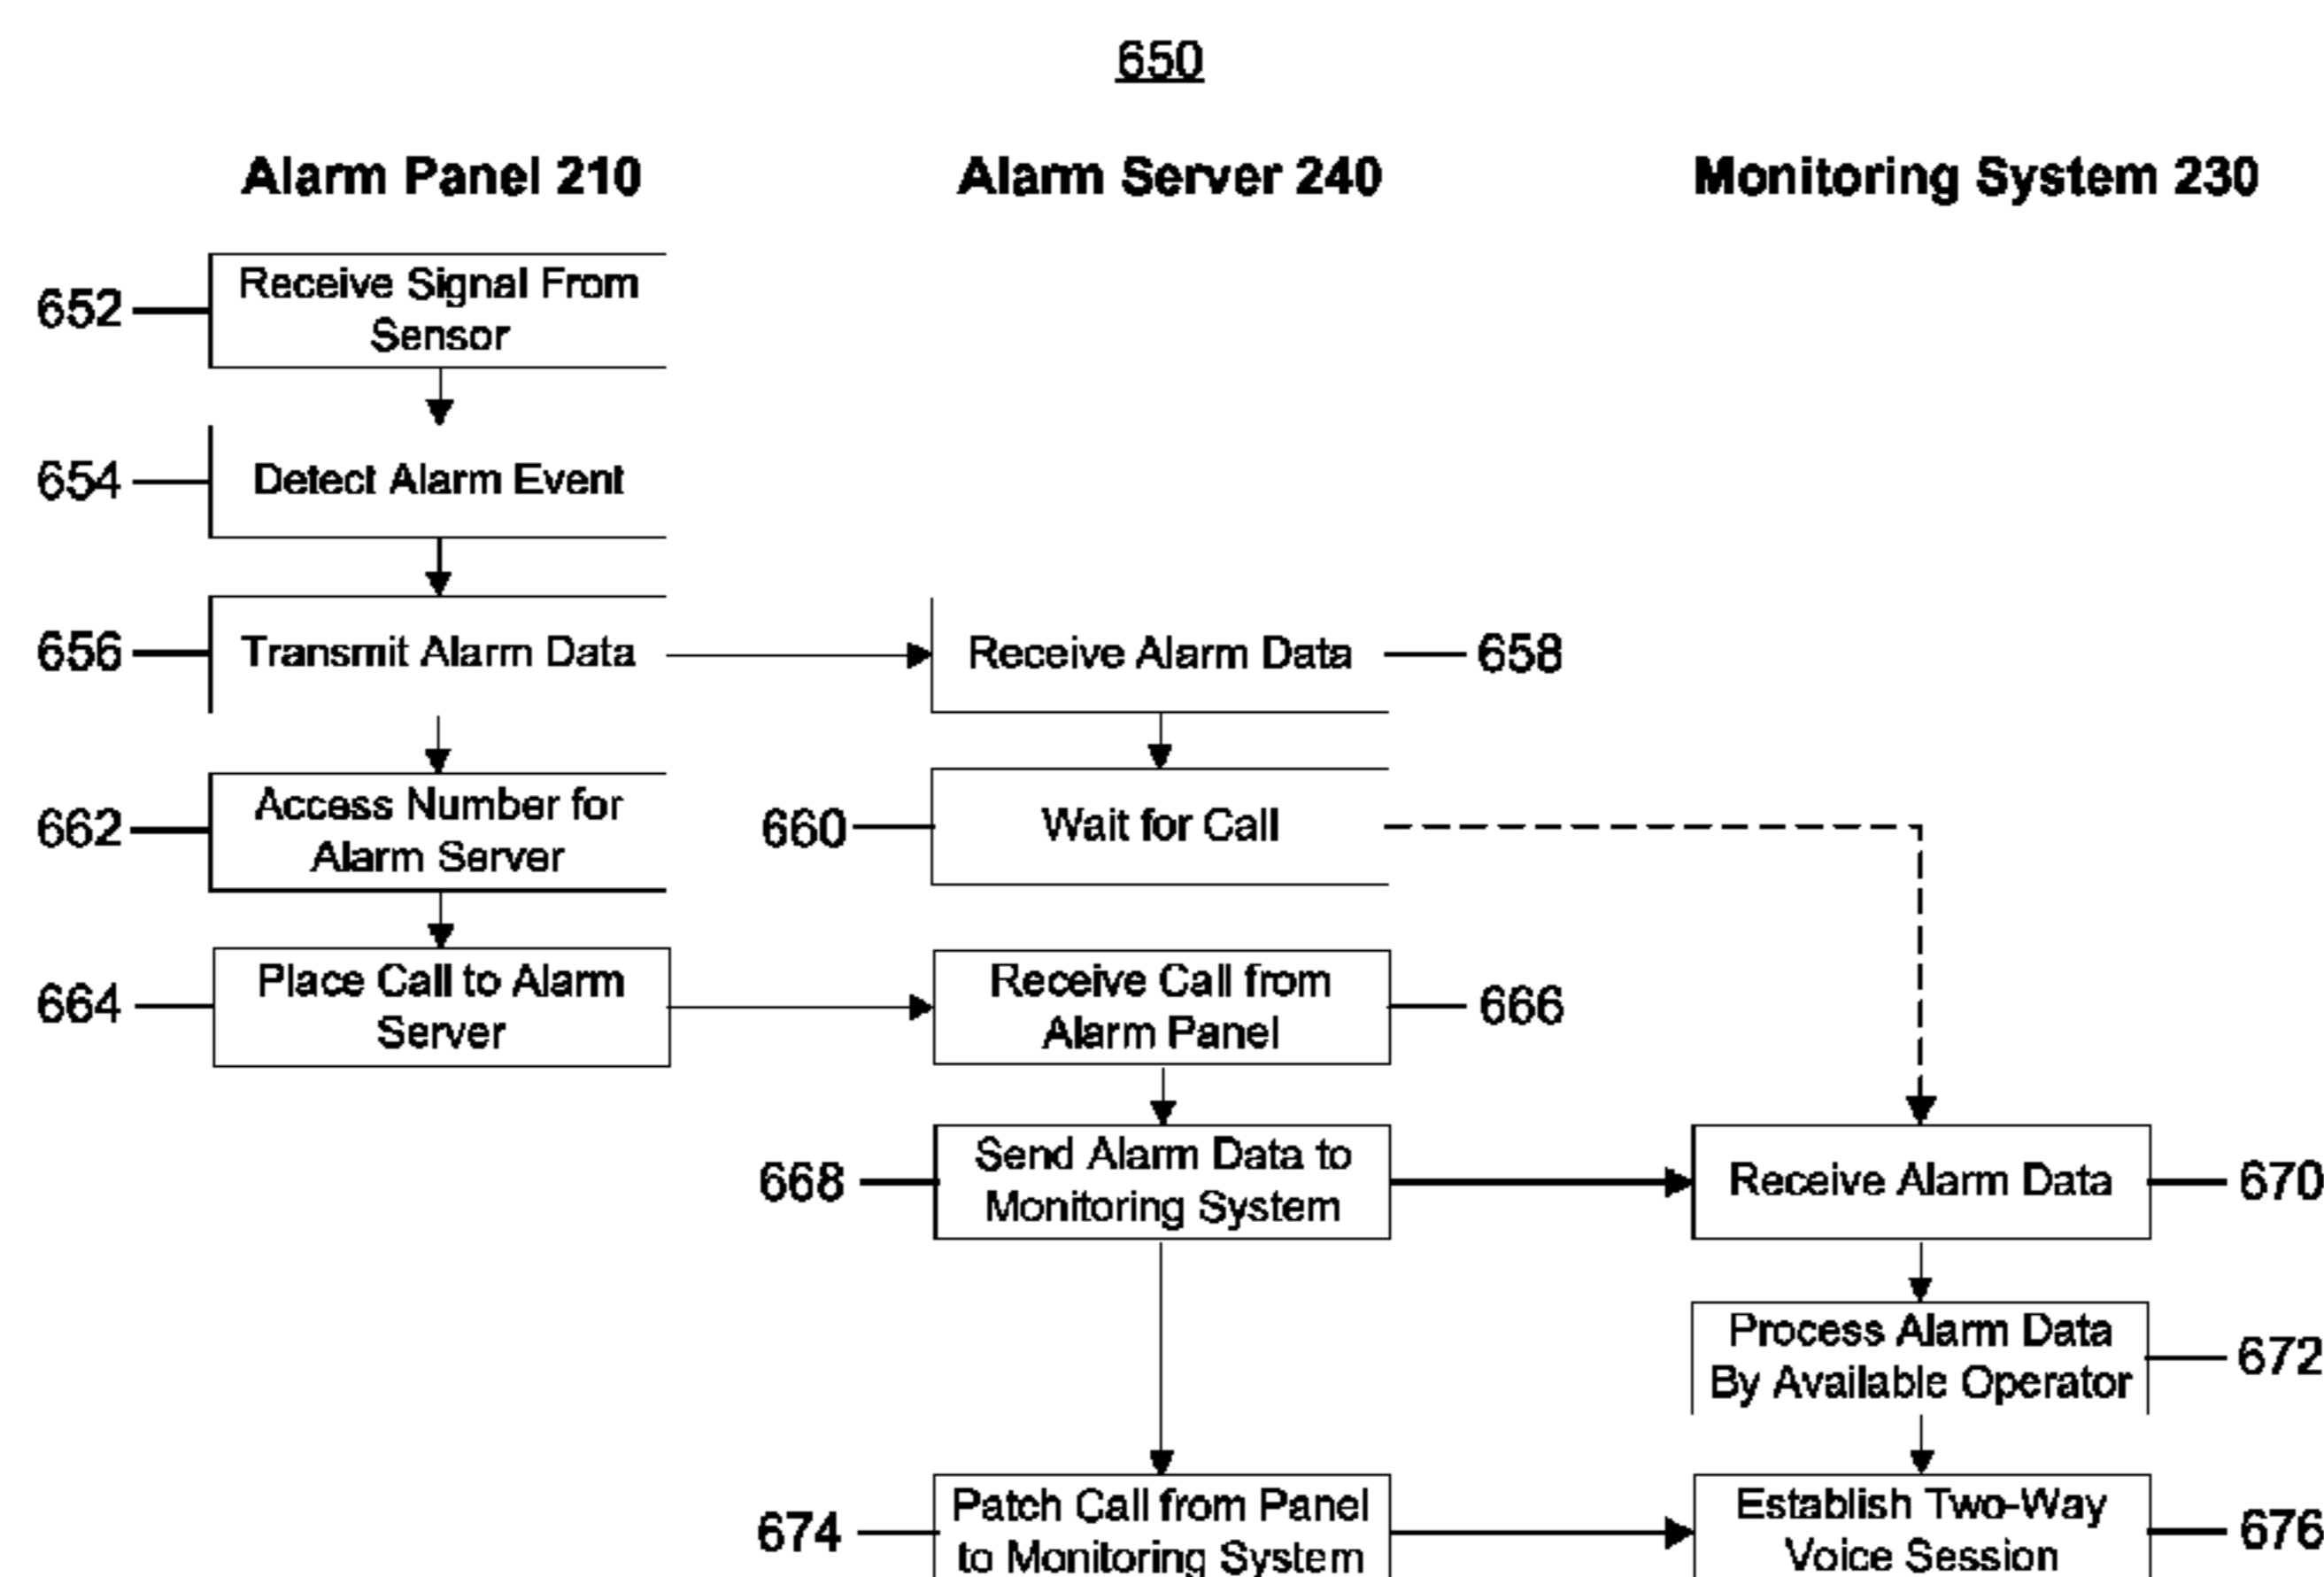 650
Alarm Panel 210
Alarm Server 240
Monitoring System 230
652
Receive Signal From
Sensor
654
Detect Alarm Event
656
Transmit Alarm Data
Receive Alarm Data
658
662
Access Number for
Alarm Server
660
Wait for Call
664
Place Call to Alarm
Server
Receive Call from
Alarm Panel
666
668
Send Alarm Data to
Monitoring System
Receive Alarm Data
670
Process Alarm Data
By Available Operator
672
674
Patch Call from Panel
to Monitoring System
Establish Two-Way
Voice Session
676